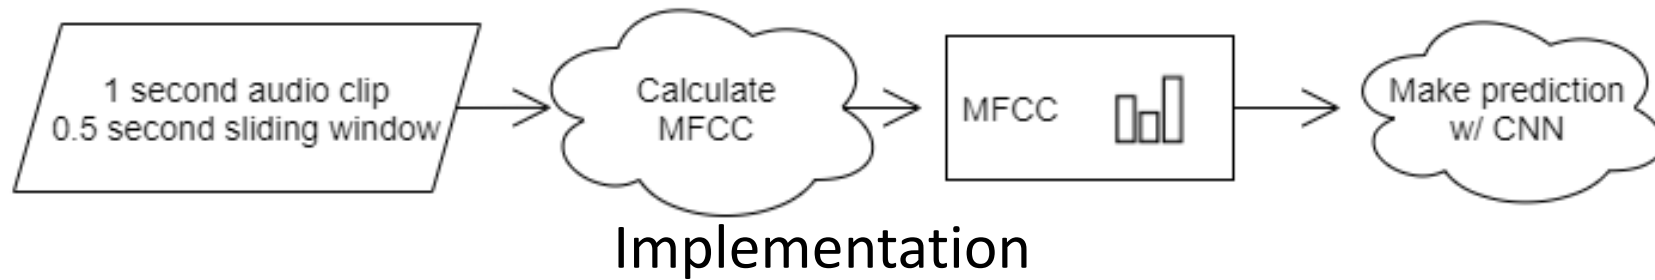 1 second audio clip
0.5 second sliding window
Calculate
MFCC
MFCC
Make prediction
w/ CNN
Implementation